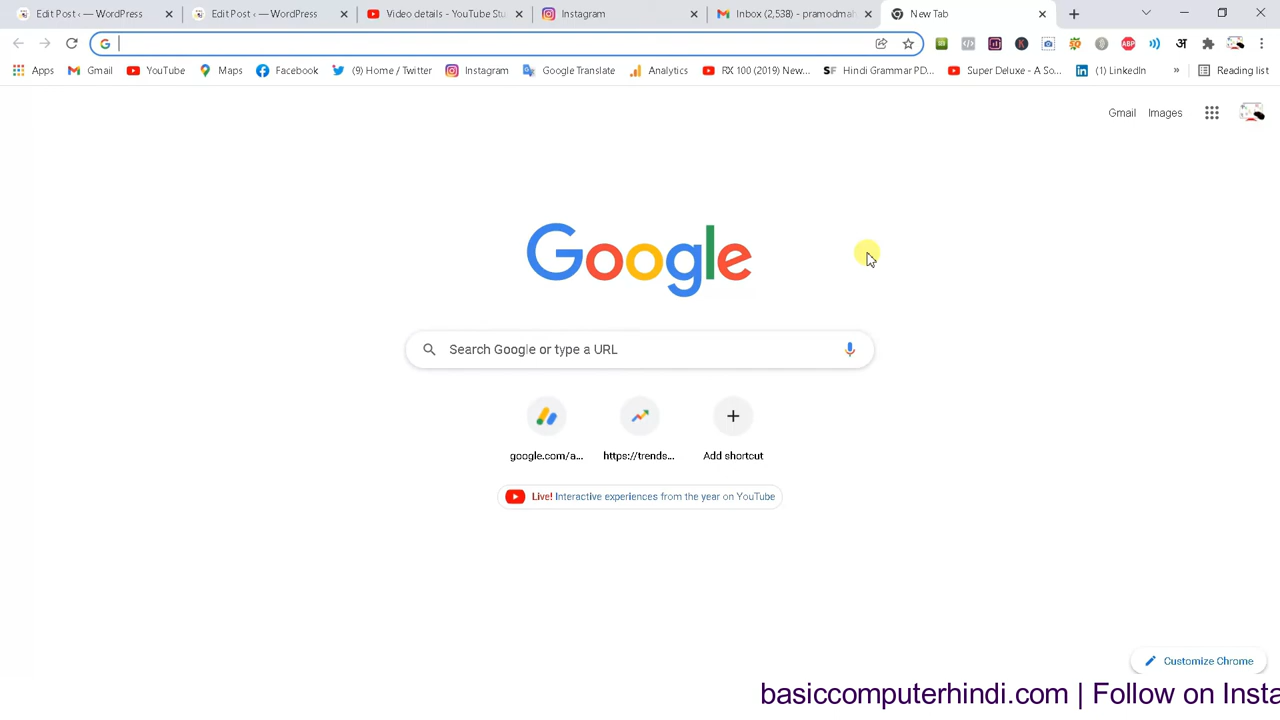 Edit Post ‹ — WordPress
Edit Post ‹ — WordPress
Video details - YouTube Stu
Instagram
Inbox (2,538) - pramodmal
New Tab
Apps
Gmail
YouTube
Maps
Facebook
(9) Home / Twitter
Instagram
Google Translate
Analytics
RX 100 (2019) New...
SF Hindi Grammar PD...
Super Deluxe - A So...
(1) LinkedIn
»
Reading list
Gmail Images
Google
Search Google or type a URL
google.com/a...
https://trends...
Add shortcut
Live! Interactive experiences from the year on YouTube
Customize Chrome
basiccomputerhindi.com | Follow on Insta